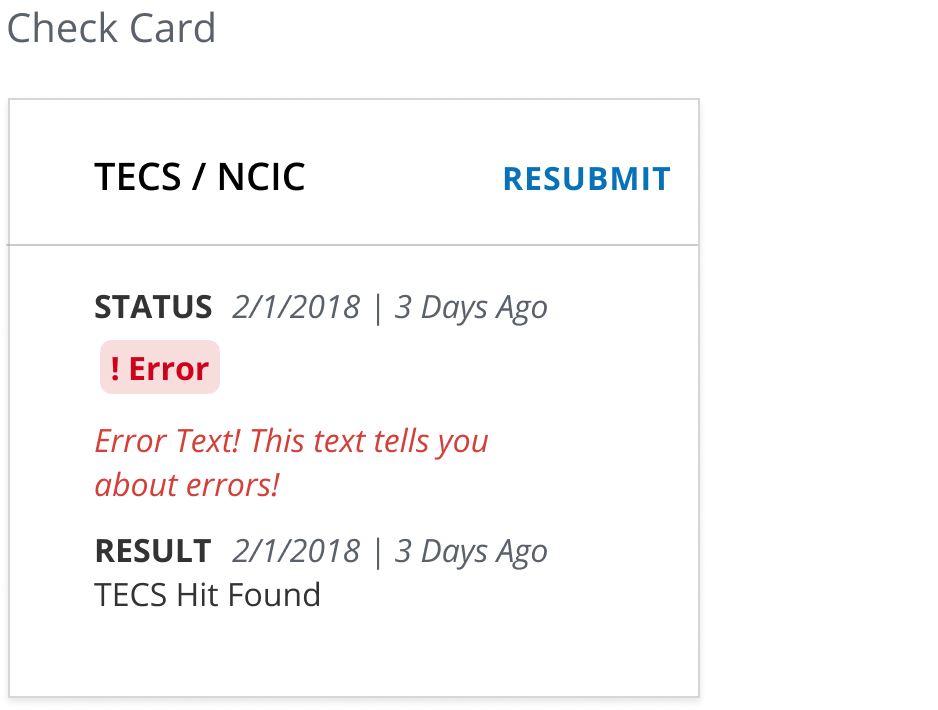 Check Card
TECS / NCIC RESUBMIT
STATUS 2/1/2018 | 3 Days Ago
! Error
Error Text! This text tells you
about errors!
RESULT 2/1/2018 | 3 Days Ago
TECS Hit Found